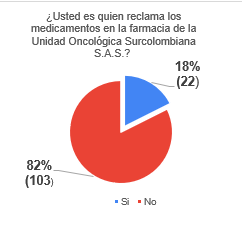 ¿Usted es quien reclama los
medicamentos en la farmacia de la
Unidad Oncológica Surcolombiana
S.A.S.?
18%
(22)
82%
(103)
Si No